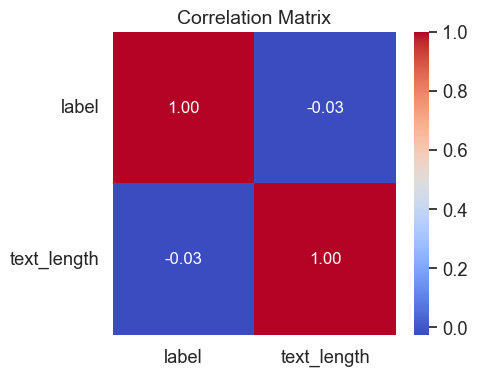 Correlation Matrix
label
1.00
-0.03
text_length
-0.03
1.00
label
text_length
1.0
0.8
0.6
0.4
0.2
0.0